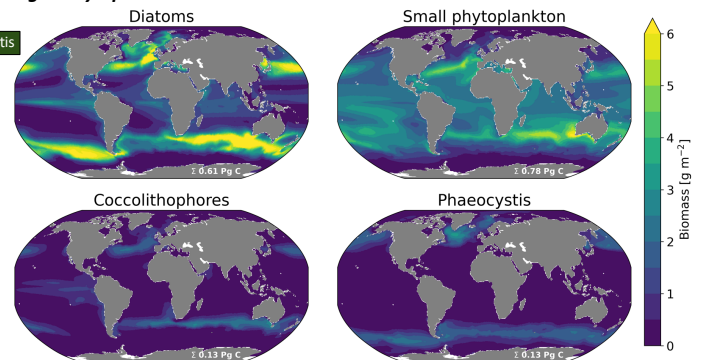 tis
Diatoms
Small phytoplankton
Σ 0.61 Pg C
Σ 0.78 Pg C
Coccolithophores
Phaeocystis
Σ 0.13 Pg C
Σ 0.13 Pg C
6
5
4
3
2
1
0
Biomass [g m⁻²]